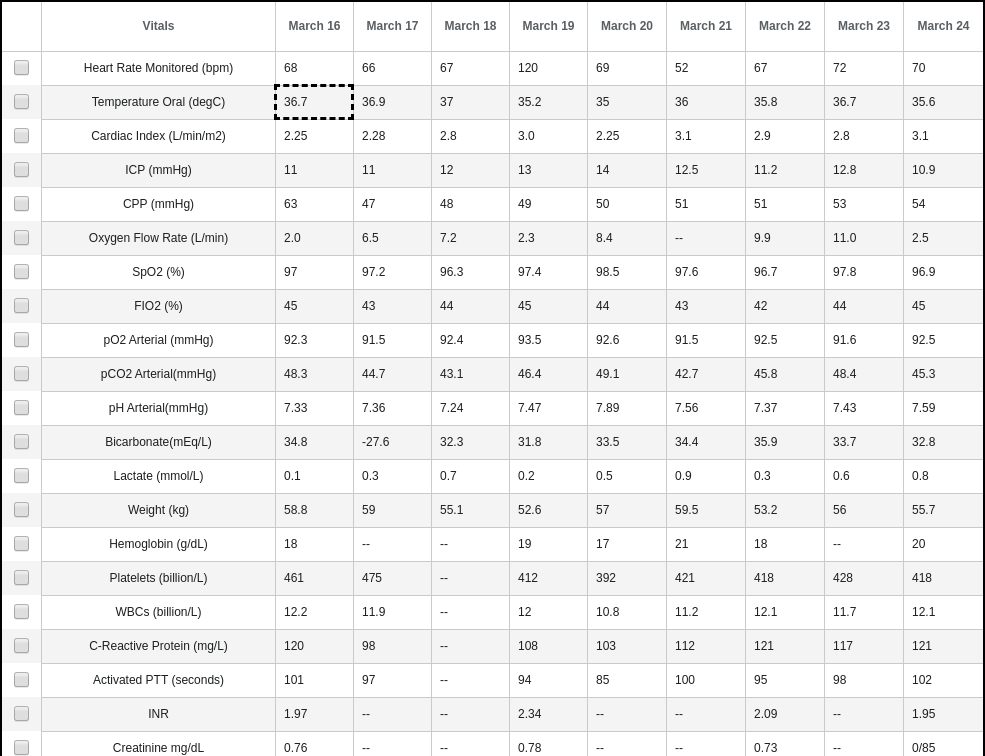 Vitals March 16 March 17 March 18 March 19 March 20 March 21 March 22 March 23 March 24
Heart Rate Monitored (bpm) 68 66 67 120 69 52 67 72 70
Temperature Oral (degC) 36.7 36.9 37 35.2 35 36 35.8 36.7 35.6
Cardiac Index (L/min/m2) 2.25 2.28 2.8 3.0 2.25 3.1 2.9 2.8 3.1
ICP (mmHg) 11 11 12 13 14 12.5 11.2 12.8 10.9
CPP (mmHg) 63 47 48 49 50 51 51 53 54
Oxygen Flow Rate (L/min) 2.0 6.5 7.2 2.3 8.4 -- 9.9 11.0 2.5
SpO2 (%) 97 97.2 96.3 97.4 98.5 97.6 96.7 97.8 96.9
FIO2 (%) 45 43 44 45 44 43 42 44 45
pO2 Arterial (mmHg) 92.3 91.5 92.4 93.5 92.6 91.5 92.5 91.6 92.5
pCO2 Arterial(mmHg) 48.3 44.7 43.1 46.4 49.1 42.7 45.8 48.4 45.3
pH Arterial(mmHg) 7.33 7.36 7.24 7.47 7.89 7.56 7.37 7.43 7.59
Bicarbonate(mEq/L) 34.8 -27.6 32.3 31.8 33.5 34.4 35.9 33.7 32.8
Lactate (mmol/L) 0.1 0.3 0.7 0.2 0.5 0.9 0.3 0.6 0.8
Weight (kg) 58.8 59 55.1 52.6 57 59.5 53.2 56 55.7
Hemoglobin (g/dL) 18 -- -- 19 17 21 18 -- 20
Platelets (billion/L) 461 475 -- 412 392 421 418 428 418
WBCs (billion/L) 12.2 11.9 -- 12 10.8 11.2 12.1 11.7 12.1
C-Reactive Protein (mg/L) 120 98 -- 108 103 112 121 117 121
Activated PTT (seconds) 101 97 -- 94 85 100 95 98 102
INR 1.97 -- -- 2.34 -- -- 2.09 -- 1.95
Creatinine mg/dL 0.76 -- -- 0.78 -- -- 0.73 -- 0/85